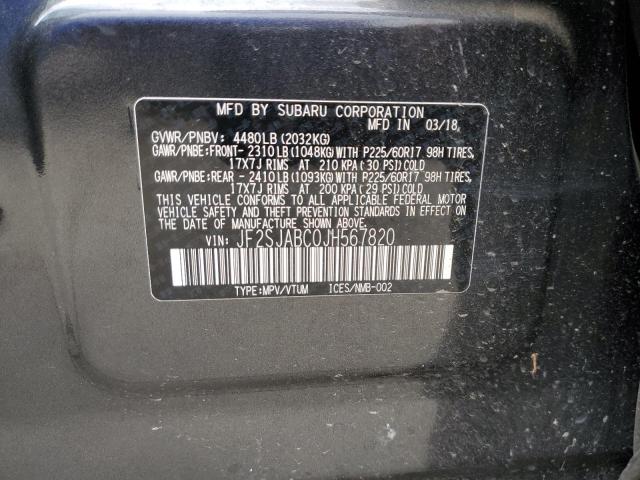 MFD BY SUBARU CORPORATION
MFD IN 03/18
GVWR/PNBV: 4480LB(2032KG)
GAWR/PNBE:FRONT- 2310LB(1048KG)WITH P225/60R17 98H TIRES,
17X7J RIMS AT 210 KPA(30 PSI)COLD
GAWR/PNBE:REAR - 2410LB(1093KG)WITH P225/60R17 98H TIRES,
17X7J RIMS AT 200 KPA(29 PSI)COLD
THIS VEHICLE CONFORMS TO ALL APPLICABLE FEDERAL MOTOR
VEHICLE SAFETY AND THEFT PREVENTION STANDARDS IN EFFECT ON
THE DATE OF MANUFACTURE SHOWN ABOVE.
VIN: JF2SJABC0JH567820
TYPE:MPV/VTUM ICES/NMB-002